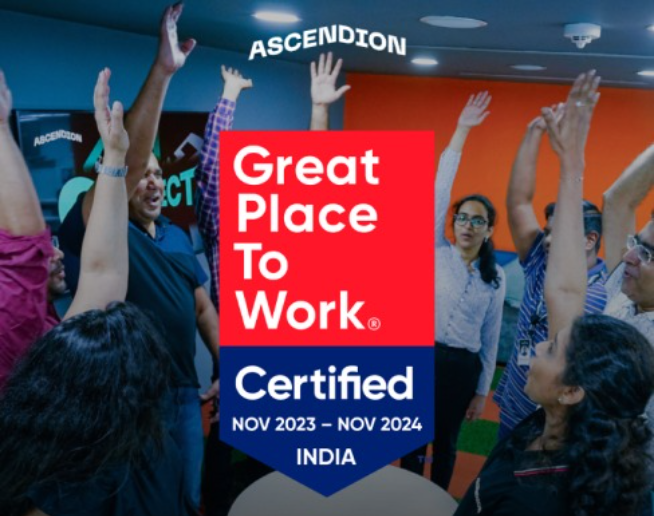 ASCENDION
ASCENDION
Great
Place
To
Work®
Certified
NOV 2023 – NOV 2024
INDIA